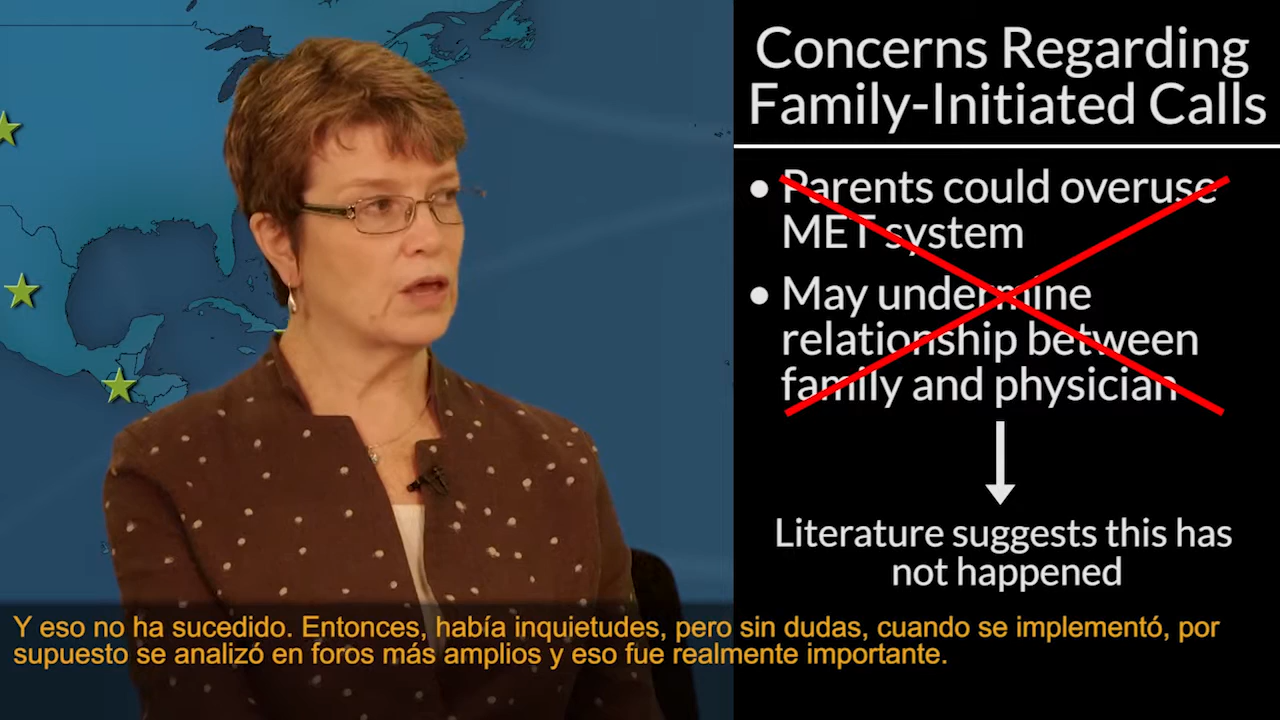 Concerns Regarding
Family-Initiated Calls
• Parents could overuse
MET system
• May undermine
relationship between
family and physician
Literature suggests this has
not happened
Y eso no ha sucedido. Entonces, había inquietudes, pero sin dudas, cuando se implementó, por
supuesto se analizó en foros más amplios y eso fue realmente importante.